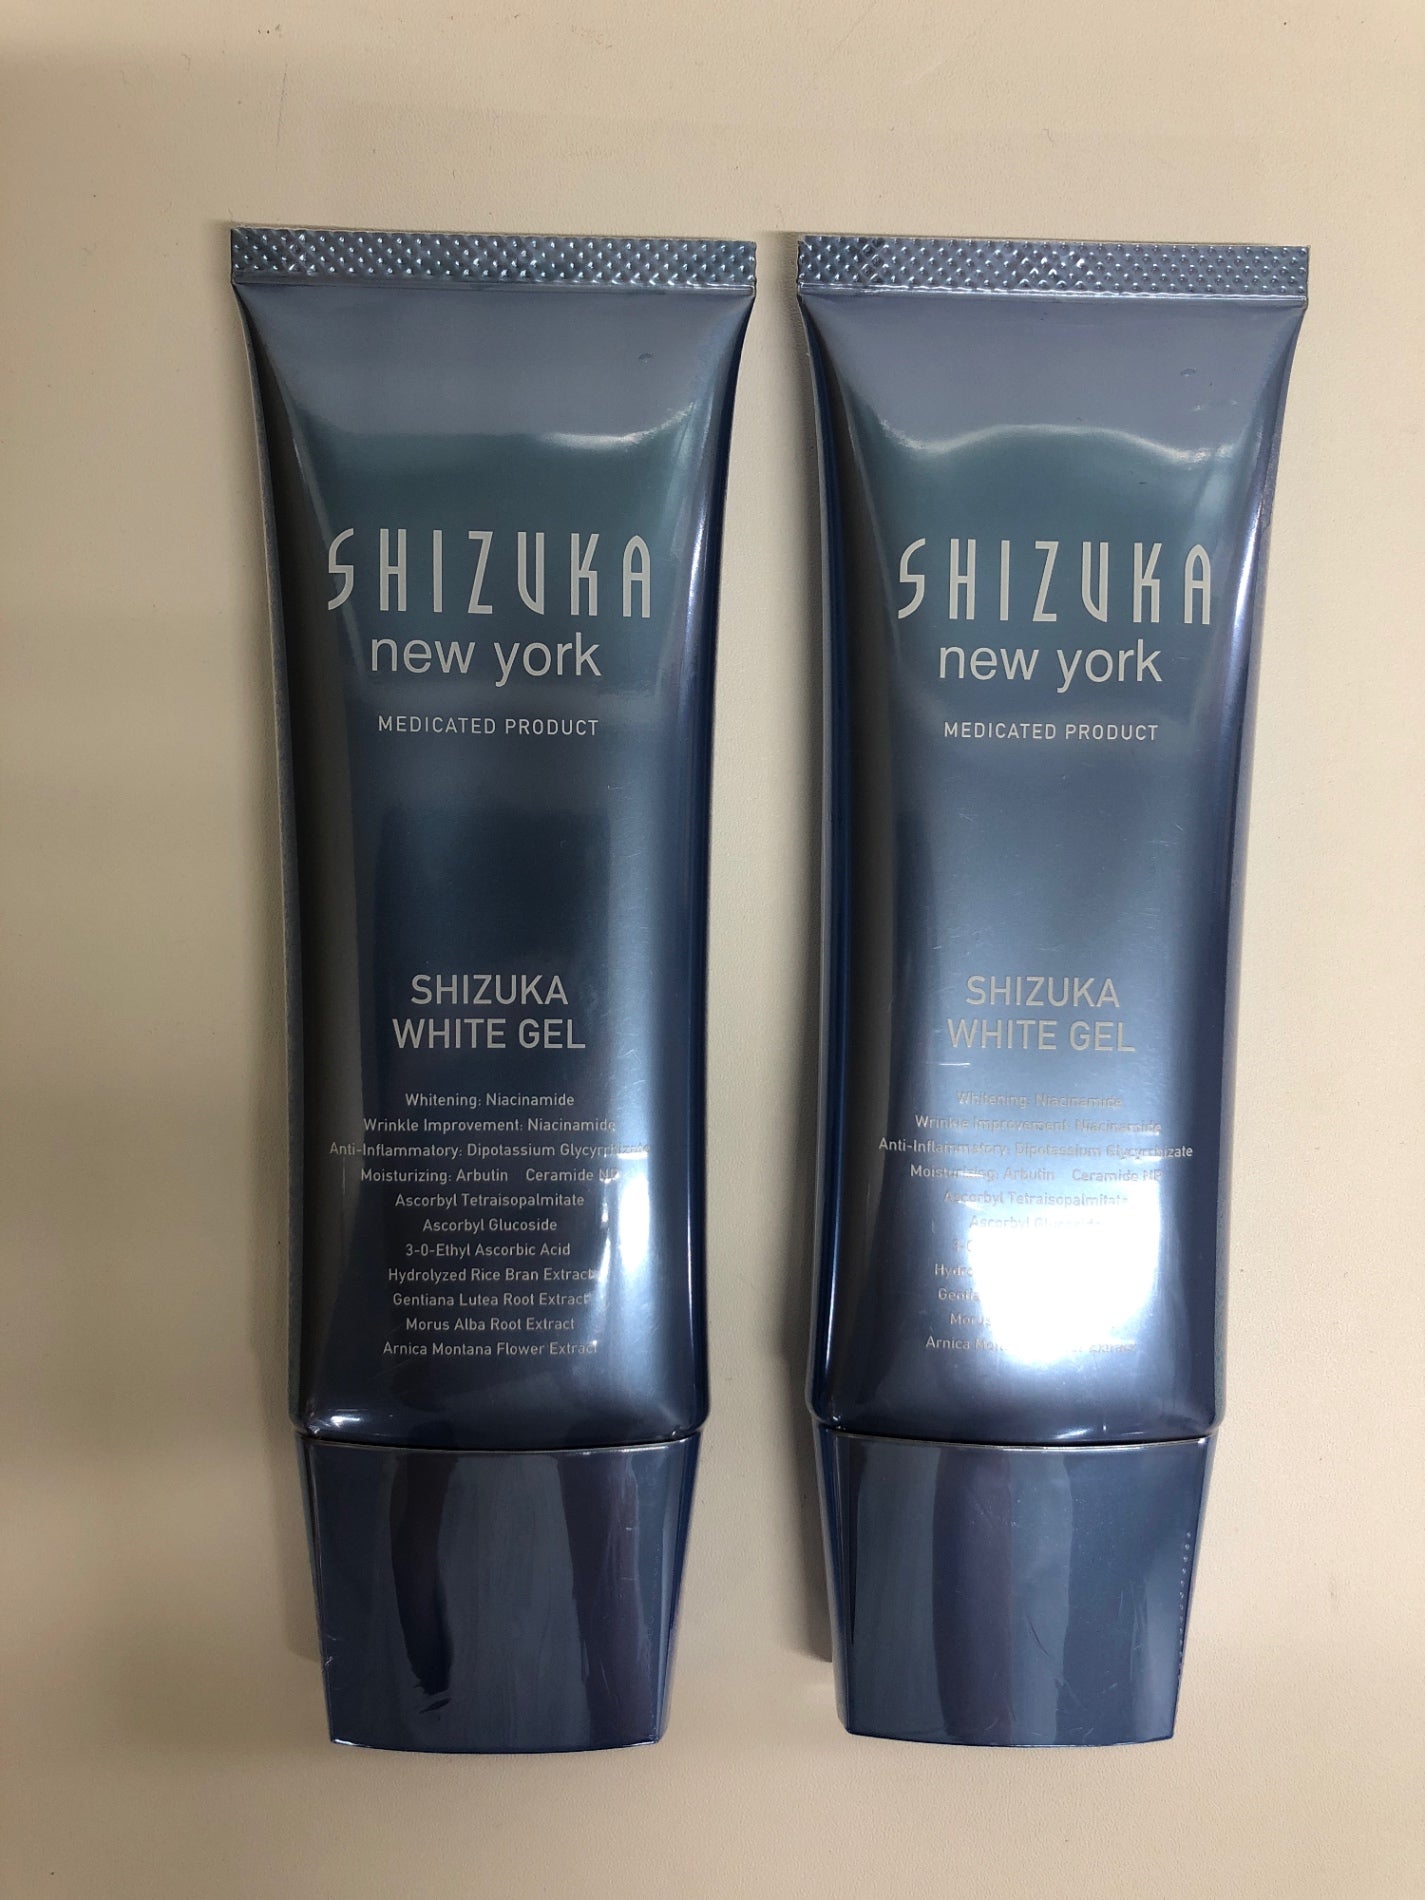 SHIZUKA
new york
MEDICATED PRODUCT
SHIZUKA
WHITE GEL
Whitening: Niacinamide
Wrinkle Improvement: Niacinamide
Anti-Inflammatory: Dipotassium Glycyrrhizate
Moisturizing: Arbutin Ceramide NP
Ascorbyl Tetraisopalmitate
Ascorbyl Glucoside
3-O-Ethyl Ascorbic Acid
Hydrolyzed Rice Bran Extract
Gentiana Lutea Root Extract
Morus Alba Root Extract
Arnica Montana Flower Extract
SHIZUKA
new york
MEDICATED PRODUCT
SHIZUKA
WHITE GEL
Whitening: Niacinamide
Wrinkle Improvement: Niacinamide
Anti-Inflammatory: Dipotassium Glycyrrhizate
Moisturizing: Arbutin Ceramide NP
Ascorbyl Tetraisopalmitate
Ascorbyl Glucoside